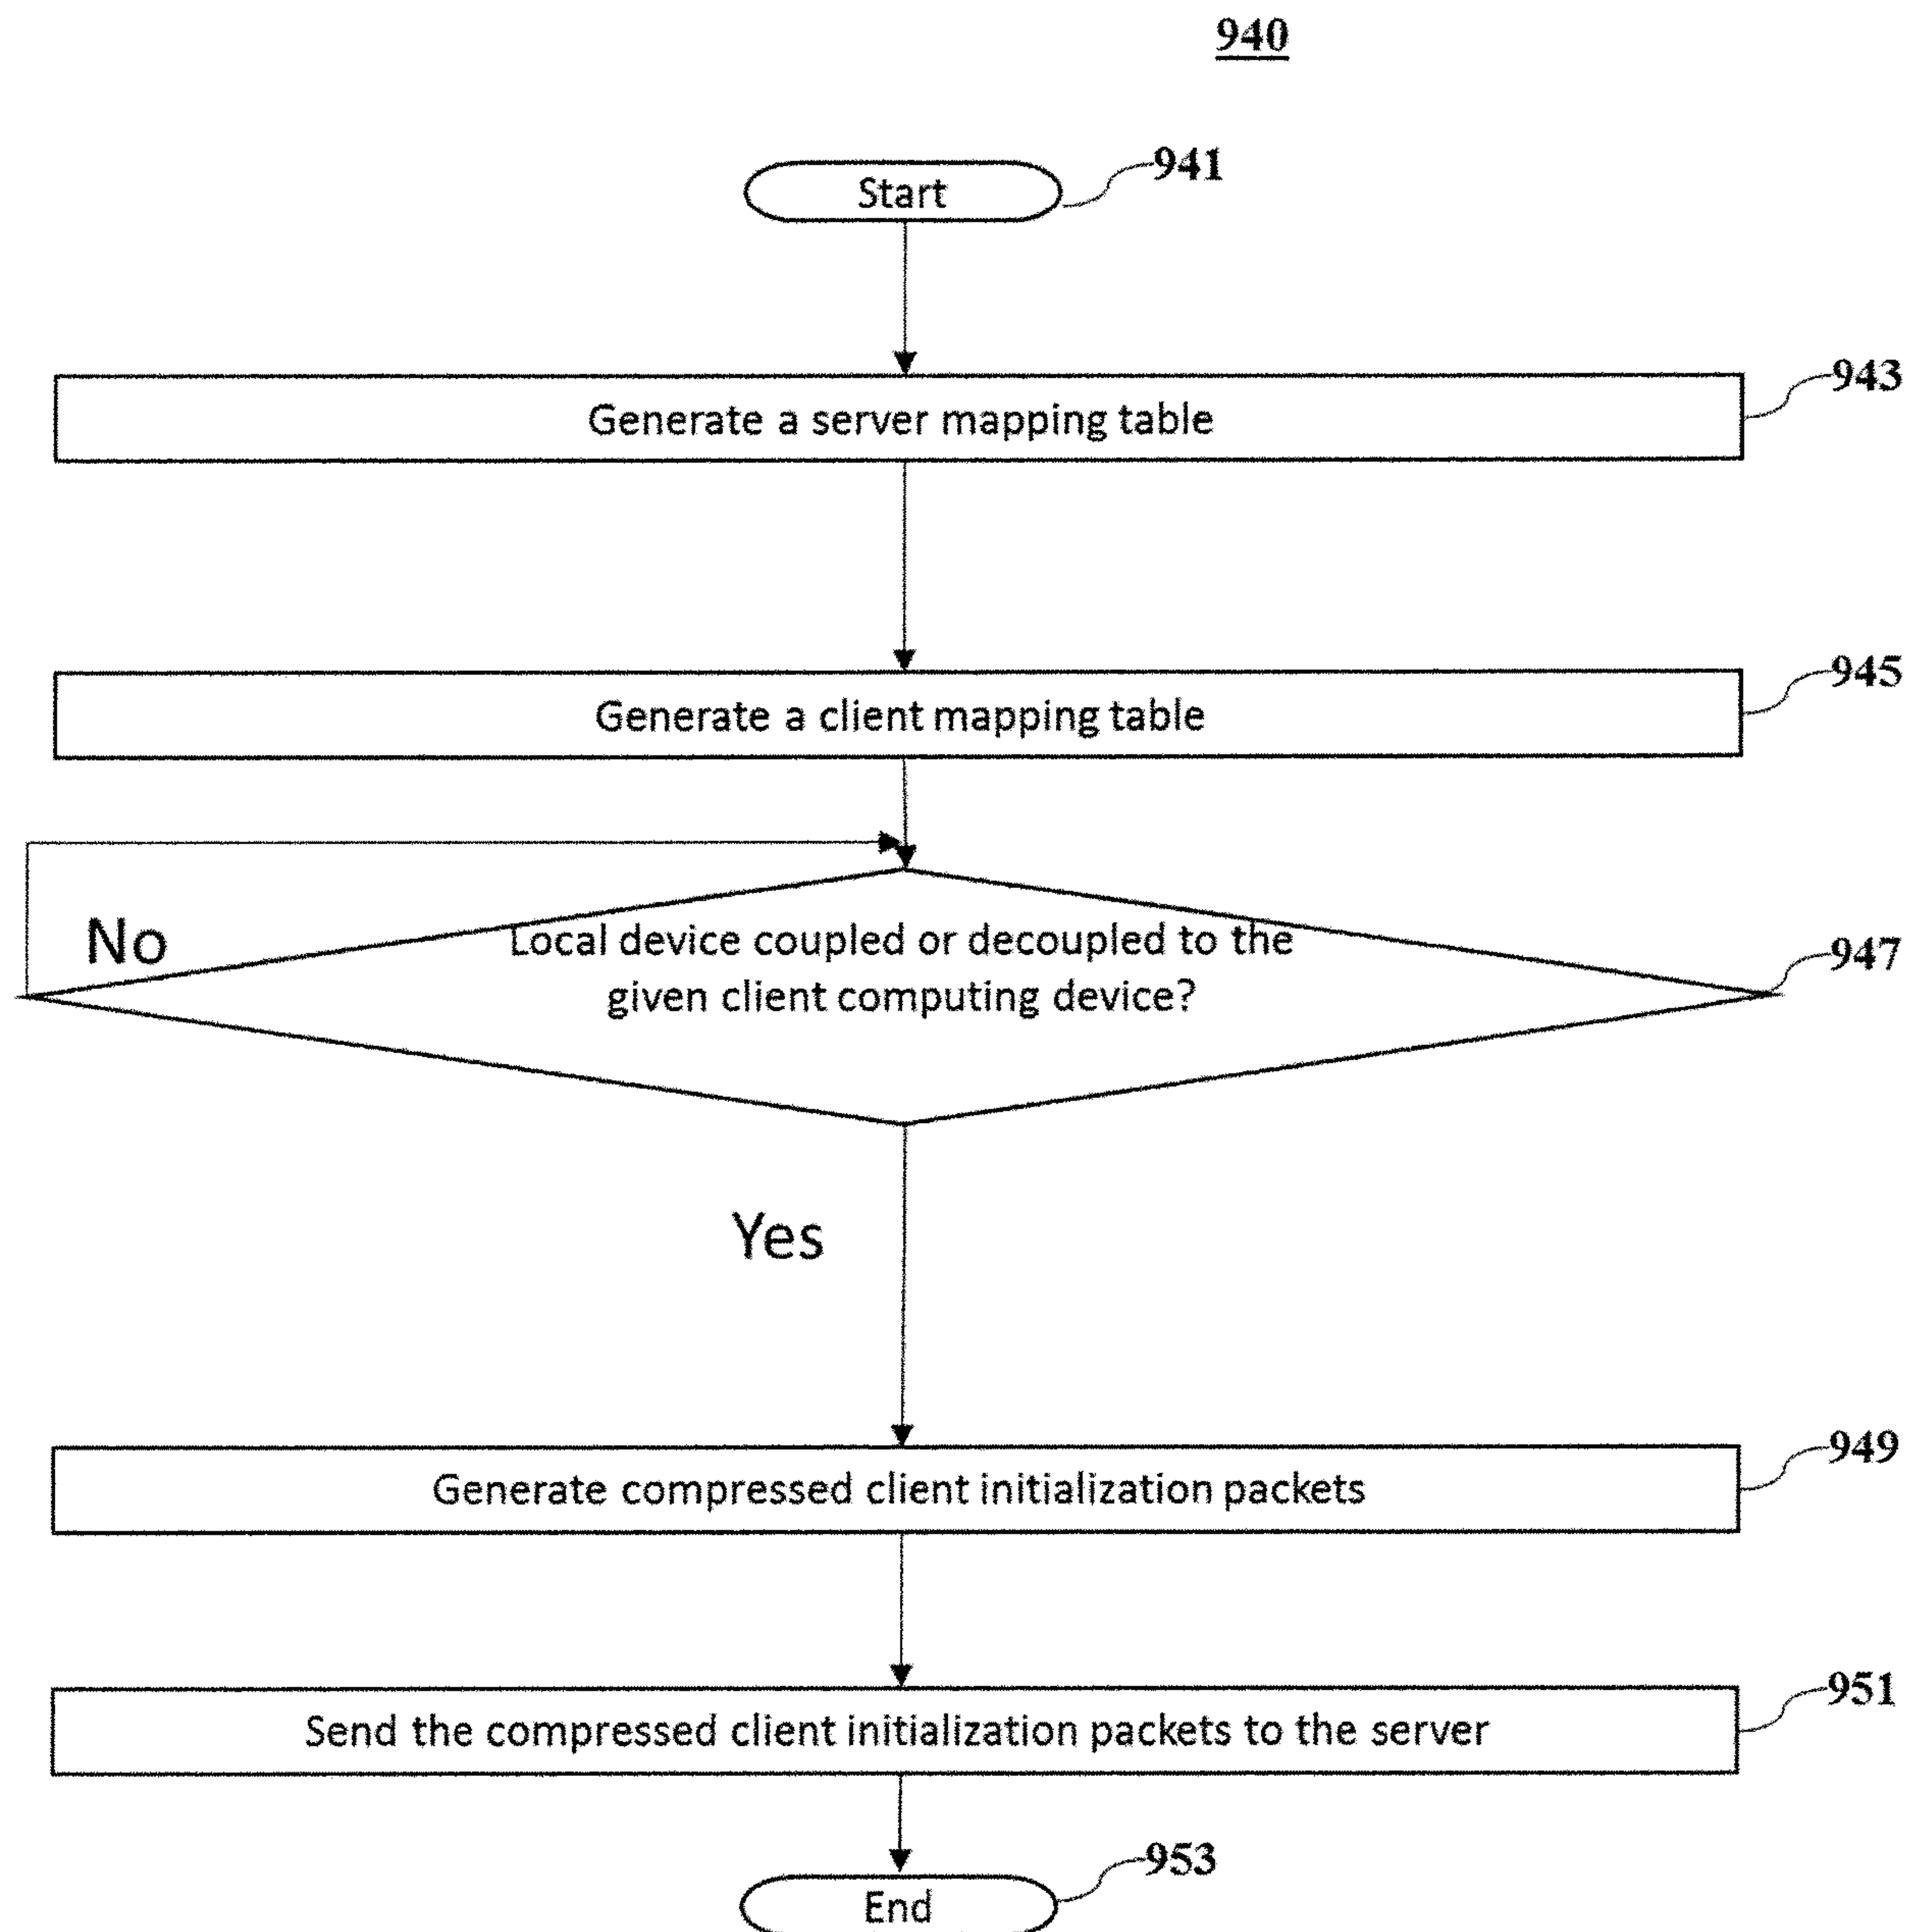 940
Start
941
Generate a server mapping table
943
Generate a client mapping table
945
No
Local device coupled or decoupled to the
given client computing device?
947
Yes
Generate compressed client initialization packets
949
Send the compressed client initialization packets to the server
951
End
953